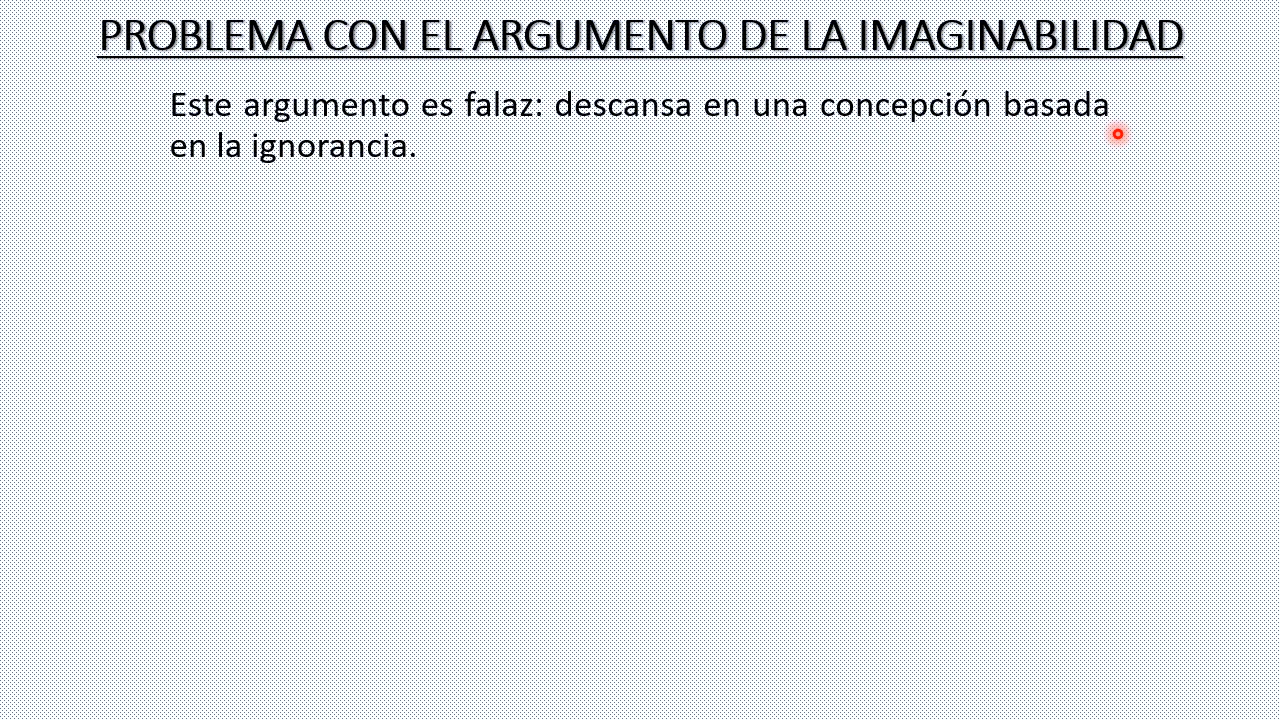 PROBLEMA CON EL ARGUMENTO DE LA IMAGINABILIDAD
Este argumento es falaz: descansa en una concepción basada
en la ignorancia.